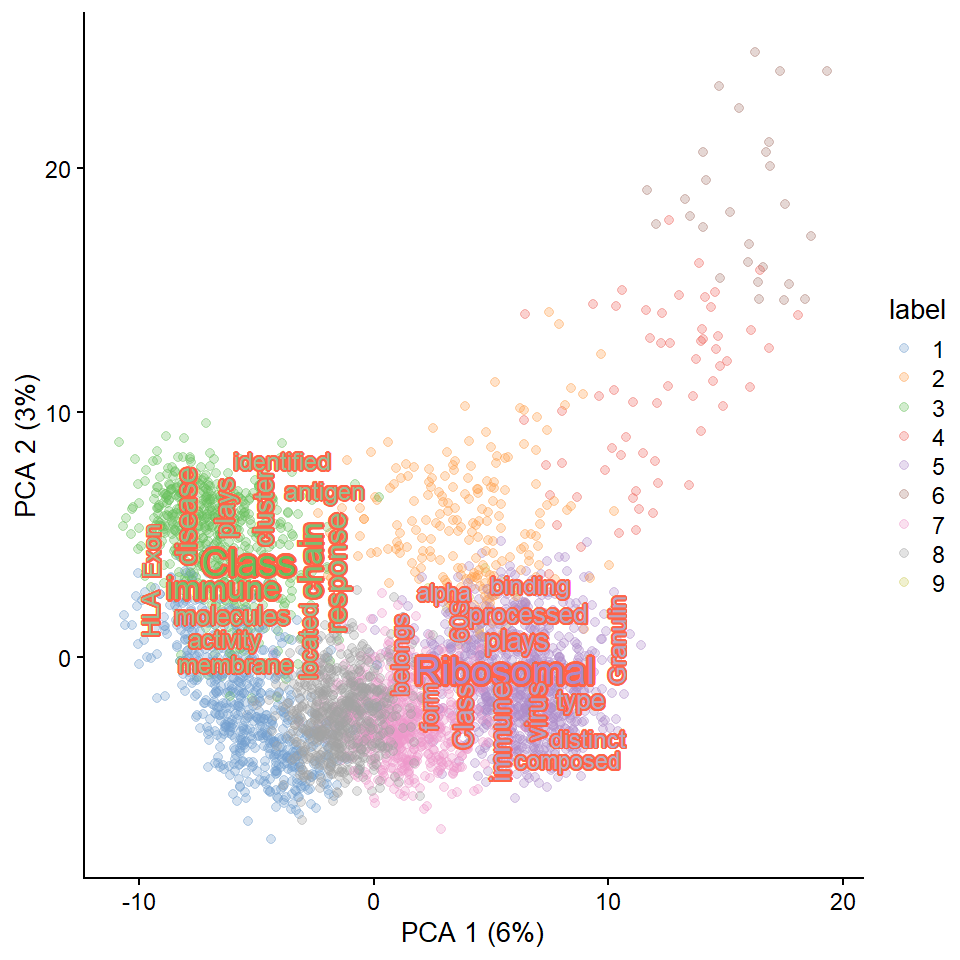 PCA 2 (3%)
20
10
0
-10
0
10
20
PCA 1 (6%)
label
1
2
3
4
5
6
7
8
9
identified
antigen
disease
plays
cluster
Class
chain
response
immune
HLA
Exon
molecules
activity
membrane
located
alpha
binding
60S
processed
plays
belongs
Ribosomal
Granulin
form
Class
immune
virus
type
distinct
composed